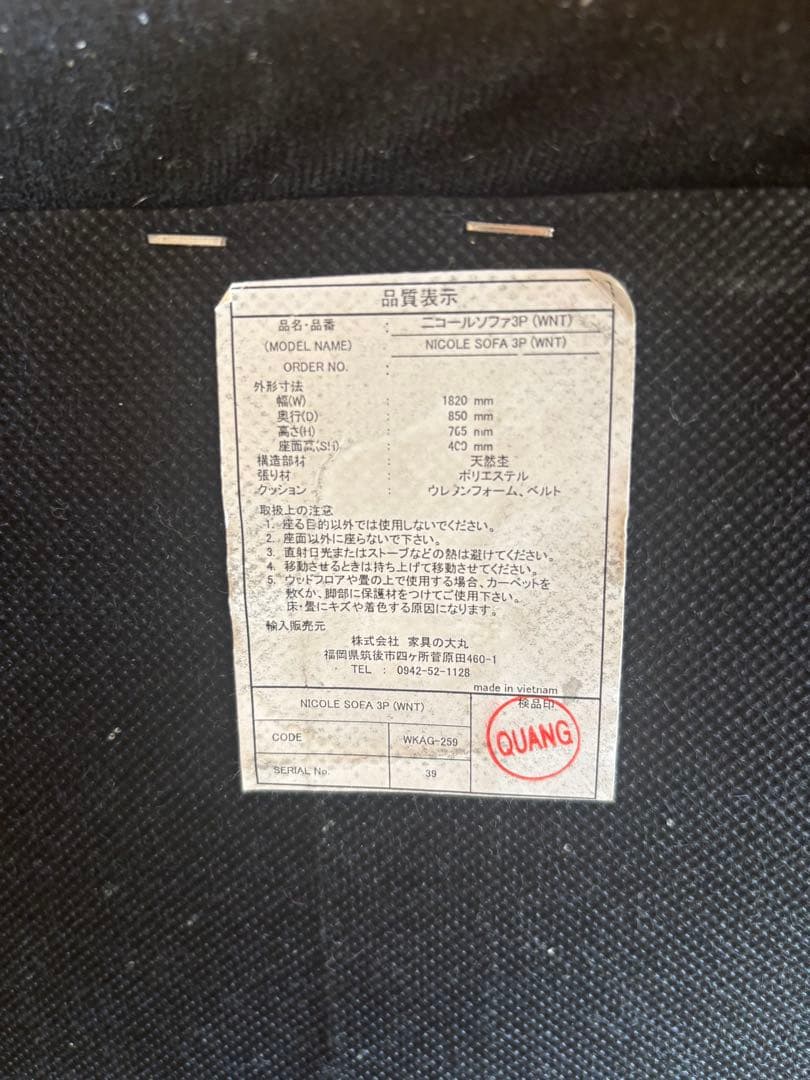 品質表示
品名・品番 : ニコールソファ3P (WNT)
(MODEL NAME) NICOLE SOFA 3P (WNT)
ORDER NO. :
外形寸法
幅(W) : 1820 mm
奥行(D) : 850 mm
高さ(H) : 765 mm
座面高(SH) : 400 mm
構造部材 : 天然杢
張り材 : ポリエステル
クッション : ウレタンフォーム、ベルト
取扱上の注意
1. 座る目的以外では使用しないでください。
2. 座面以外に座らないで下さい。
3. 直射日光またはストーブなどの熱は避けてください。
4. 移動させるときは持ち上げて移動させてください。
5. ウッドフロアや畳の上で使用する場合、カーペットを
敷くか、脚部に保護材をつけてご使用下さい。
床・畳にキズや着色する原因になります。
輸入販売元
株式会社 家具の大丸
福岡県筑後市四ヶ所菅原田460-1
TEL : 0942-52-1128
made in vietnam
NICOLE SOFA 3P (WNT) 検品印
CODE WKAG-259 QUANG
SERIAL No. 39